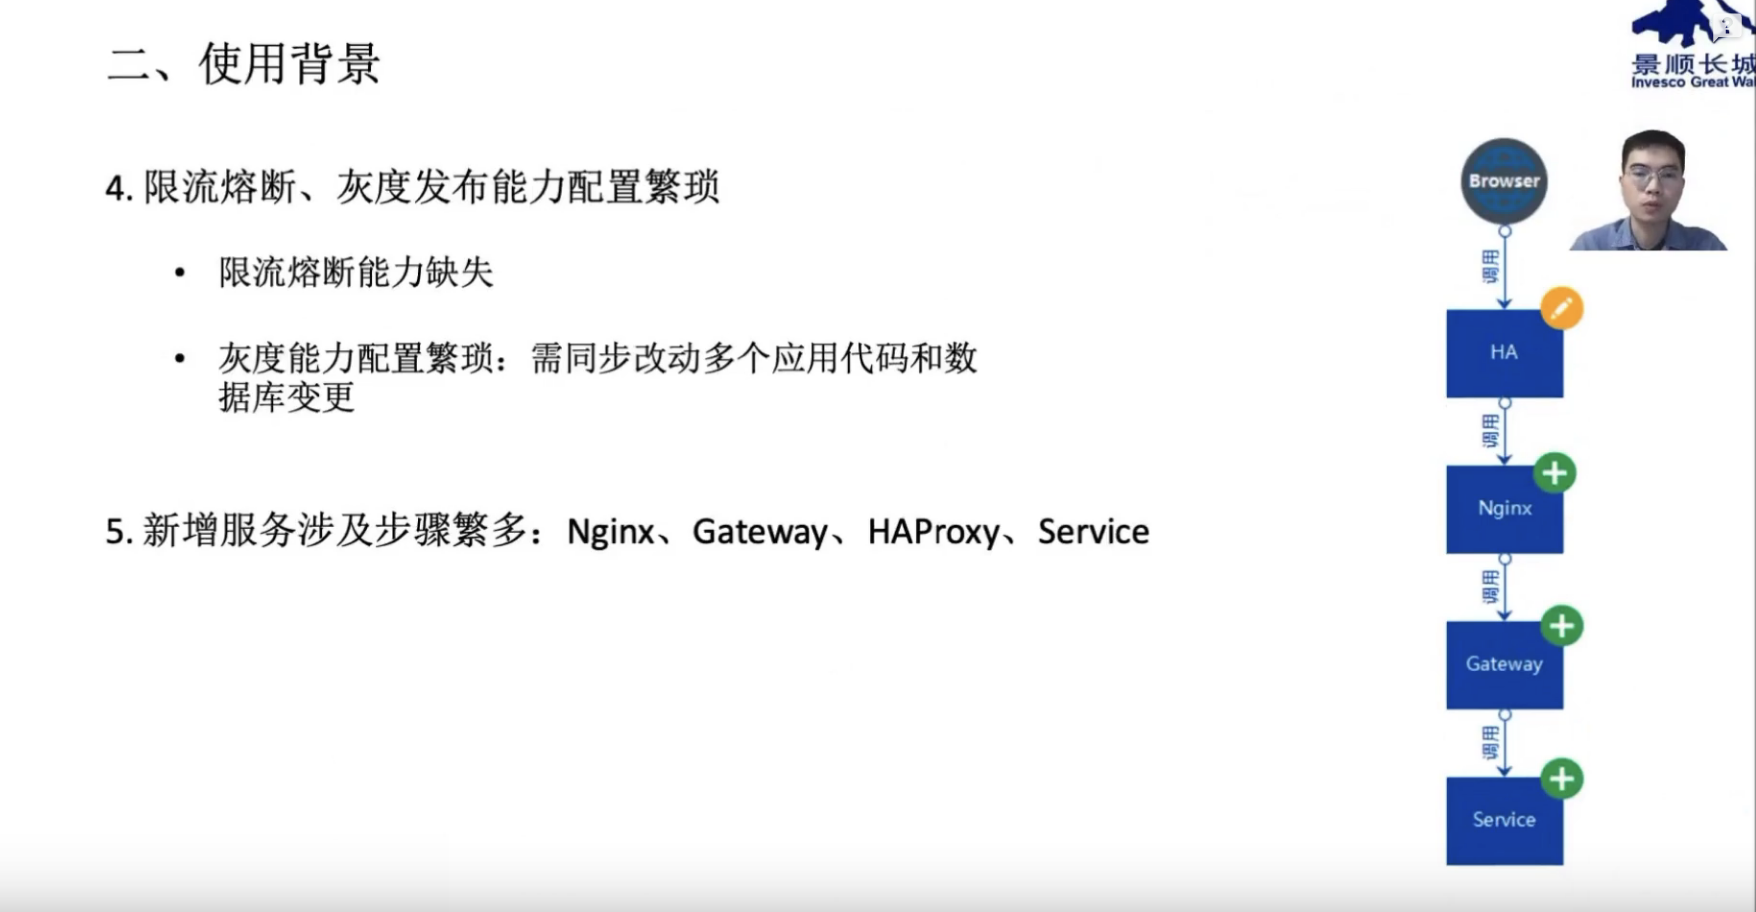 二、使用背景
景顺长城
Invesco Great Wa
4. 限流熔断、灰度发布能力配置繁琐
• 限流熔断能力缺失
• 灰度能力配置繁琐：需同步改动多个应用代码和数
据库变更
5. 新增服务涉及步骤繁多：Nginx、Gateway、HAProxy、Service
Browser
调用
HA
调用
Nginx
调用
Gateway
调用
Service